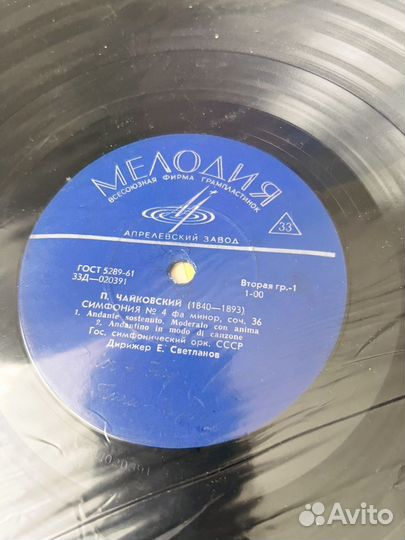 МЕЛОДИЯ
ВСЕСОЮЗНАЯ ФИРМА ГРАМПЛАСТИНОК
33
АПРЕЛЕВСКИЙ ЗАВОД
ГОСТ 5289-61
33Д—020391
Вторая гр.-1
1-00
П. ЧАЙКОВСКИЙ (1840—1893)
СИМФОНИЯ № 4 фа минор, соч. 36
1. Andante sostenuto. Moderato con anima
2. Andantino in modo di canzone
Гос. симфонический орк. СССР
Дирижер Е. Светланов
Avito